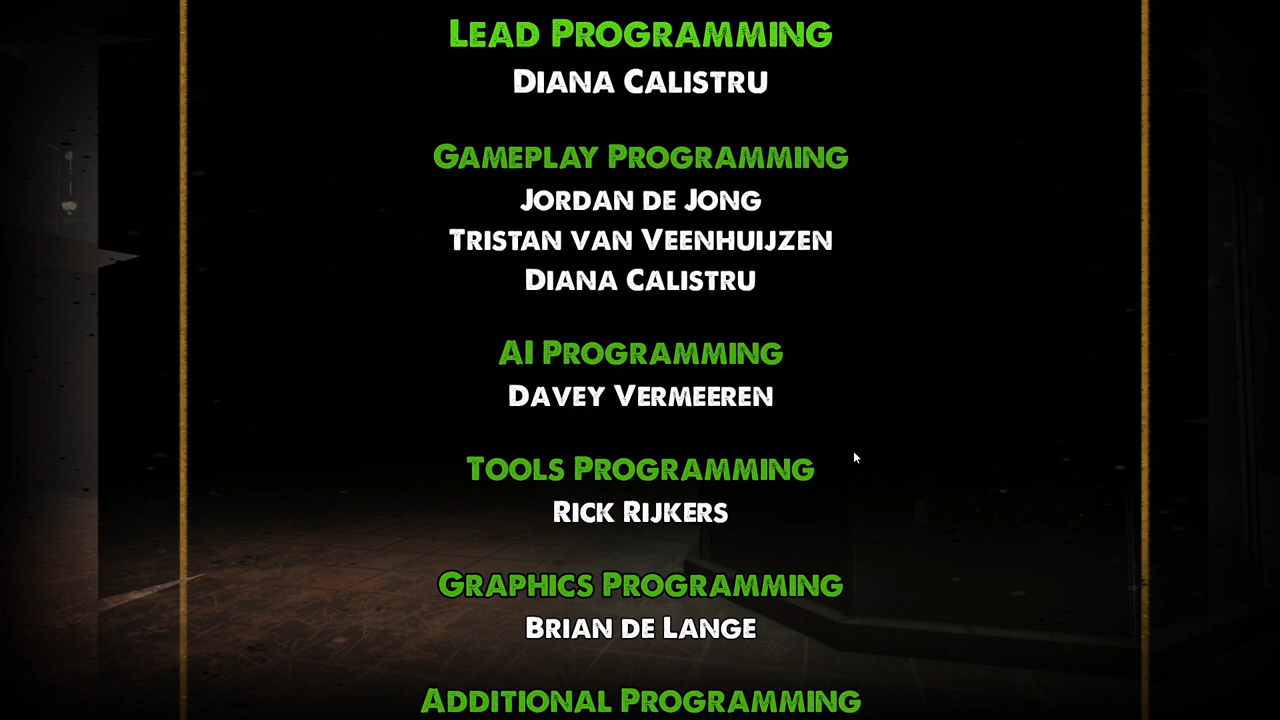 Lead Programming
Diana Calistru
Gameplay Programming
Jordan de Jong
Tristan van Veenhuijzen
Diana Calistru
AI Programming
Davey Vermeeren
Tools Programming
Rick Rijkers
Graphics Programming
Brian de Lange
Additional Programming